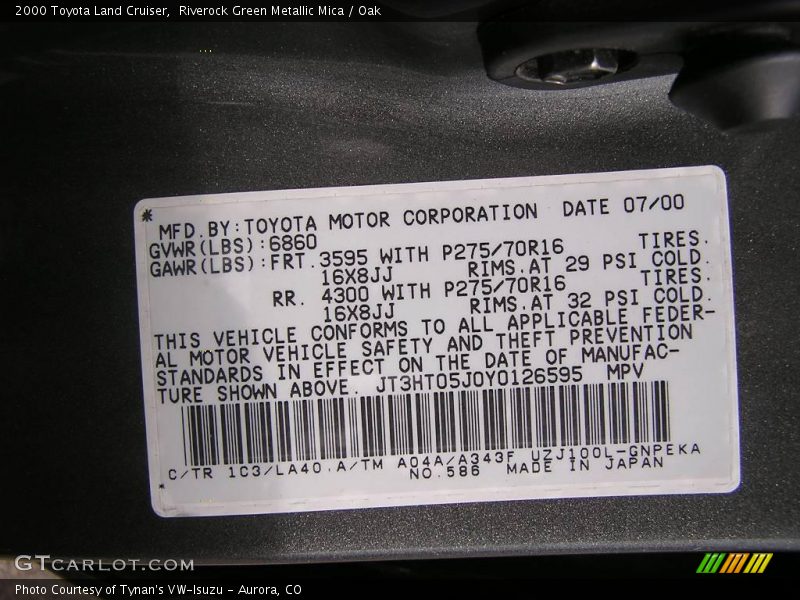 2000 Toyota Land Cruiser,  Riverock Green Metallic Mica / Oak
* MFD.BY:TOYOTA MOTOR CORPORATION DATE 07/00
GVWR(LBS):6860
GAWR(LBS):FRT.3595 WITH P275/70R16 TIRES.
16X8JJ RIMS.AT 29 PSI COLD.
RR. 4300 WITH P275/70R16 TIRES.
16X8JJ RIMS.AT 32 PSI COLD.
THIS VEHICLE CONFORMS TO ALL APPLICABLE FEDER-
AL MOTOR VEHICLE SAFETY AND THEFT PREVENTION
STANDARDS IN EFFECT ON THE DATE OF MANUFAC-
TURE SHOWN ABOVE. JT3HT05J0Y0126595 MPV
C/TR 1C3/LA40.A/TM A04A/A343F UZJ100L-GNPEKA
* NO.586 MADE IN JAPAN
GTCARLOT.COM
Photo Courtesy of Tynan's VW-Isuzu - Aurora, CO